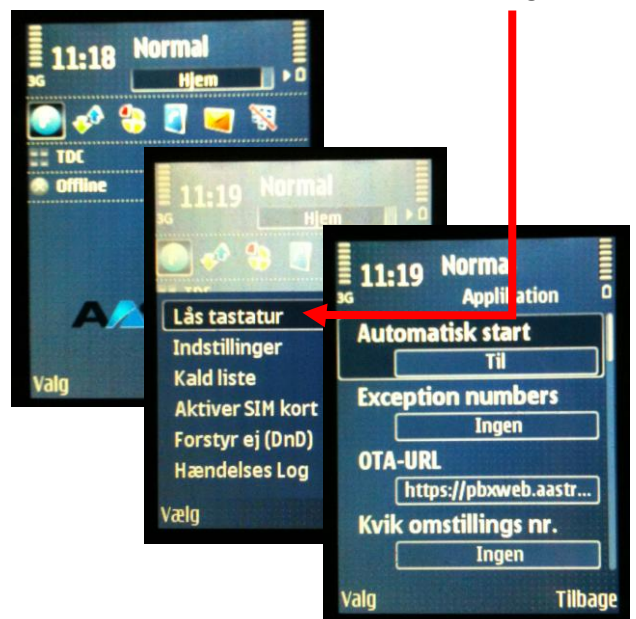 11:18 Normal
3G
Hjem
TDC
Offline
Valg
11:19 Normal
3G
Hjem
Lås tastatur
Indstillinger
Kald liste
Aktiver SIM kort
Forstyr ej (DnD)
Hændelses Log
Vælg
11:19
3G
Automatisk start
Til
Exception numbers
Ingen
OTA-URL
https://pbxweb.aastr...
Kvik omstillings nr.
Ingen
Valg Tilbage